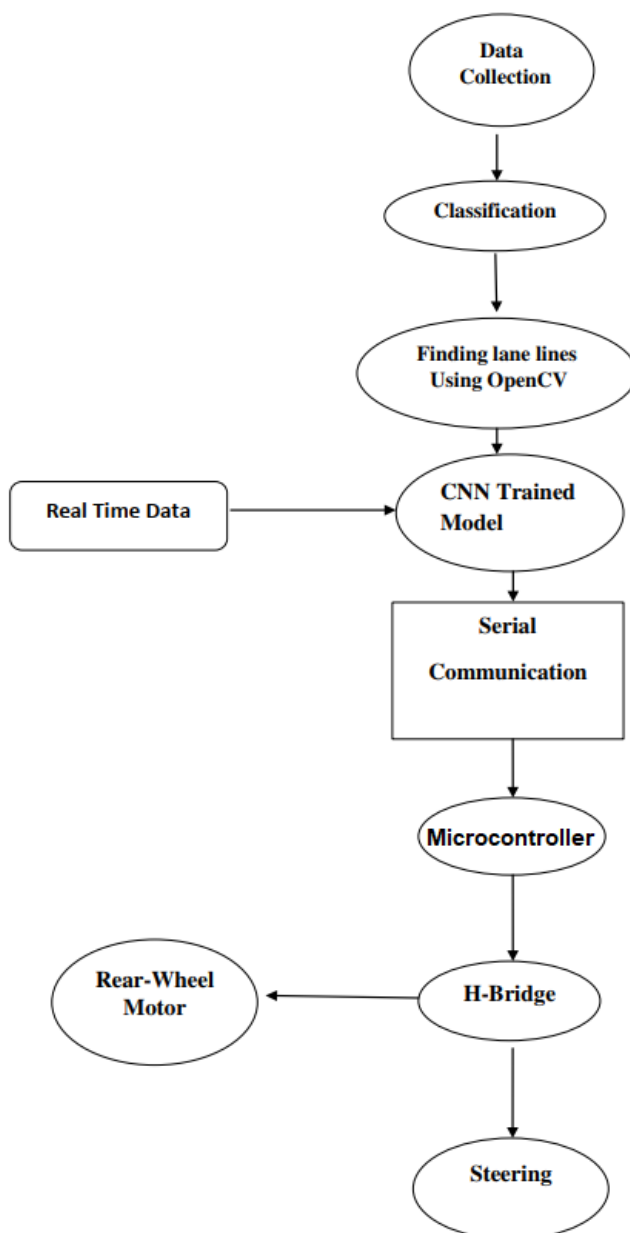 Data
Collection
Classification
Finding lane lines
Using OpenCV
Real Time Data
CNN Trained
Model
Serial
Communication
Microcontroller
Rear-Wheel
Motor
H-Bridge
Steering